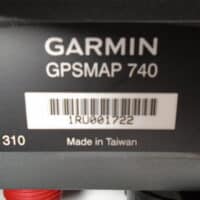 GARMIN
GPSMAP 740
1RU001722
310 Made in Taiwan